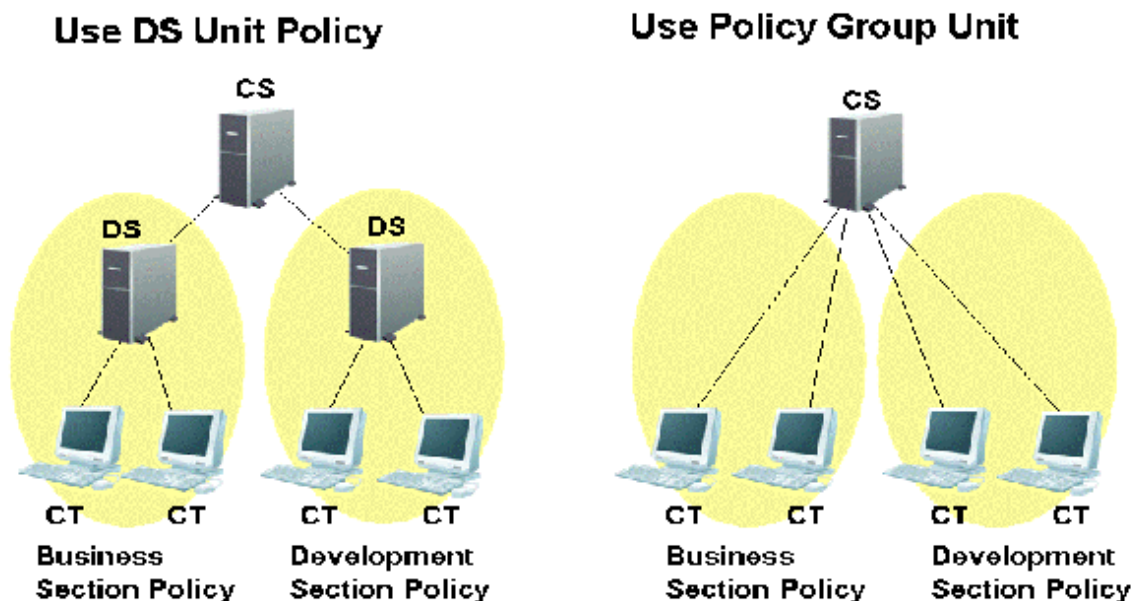 Use DS Unit Policy
Use Policy Group Unit
CS
CS
DS
DS
CT
CT
CT
CT
CT
CT
CT
CT
Business
Section Policy
Development
Section Policy
Business
Section Policy
Development
Section Policy